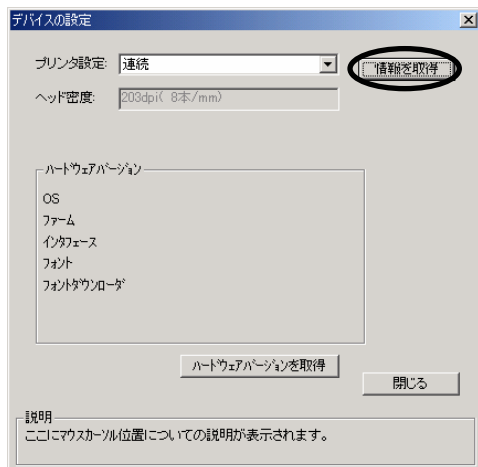 デバイスの設定
プリンタ設定: 連続 情報を取得
ヘッド密度: 203dpi( 8本/mm)
ハードウェアバージョン
OS
ファーム
インタフェース
フォント
フォントダウンローダ
ハードウェアバージョンを取得
閉じる
説明
ここにマウスカーソル位置についての説明が表示されます。